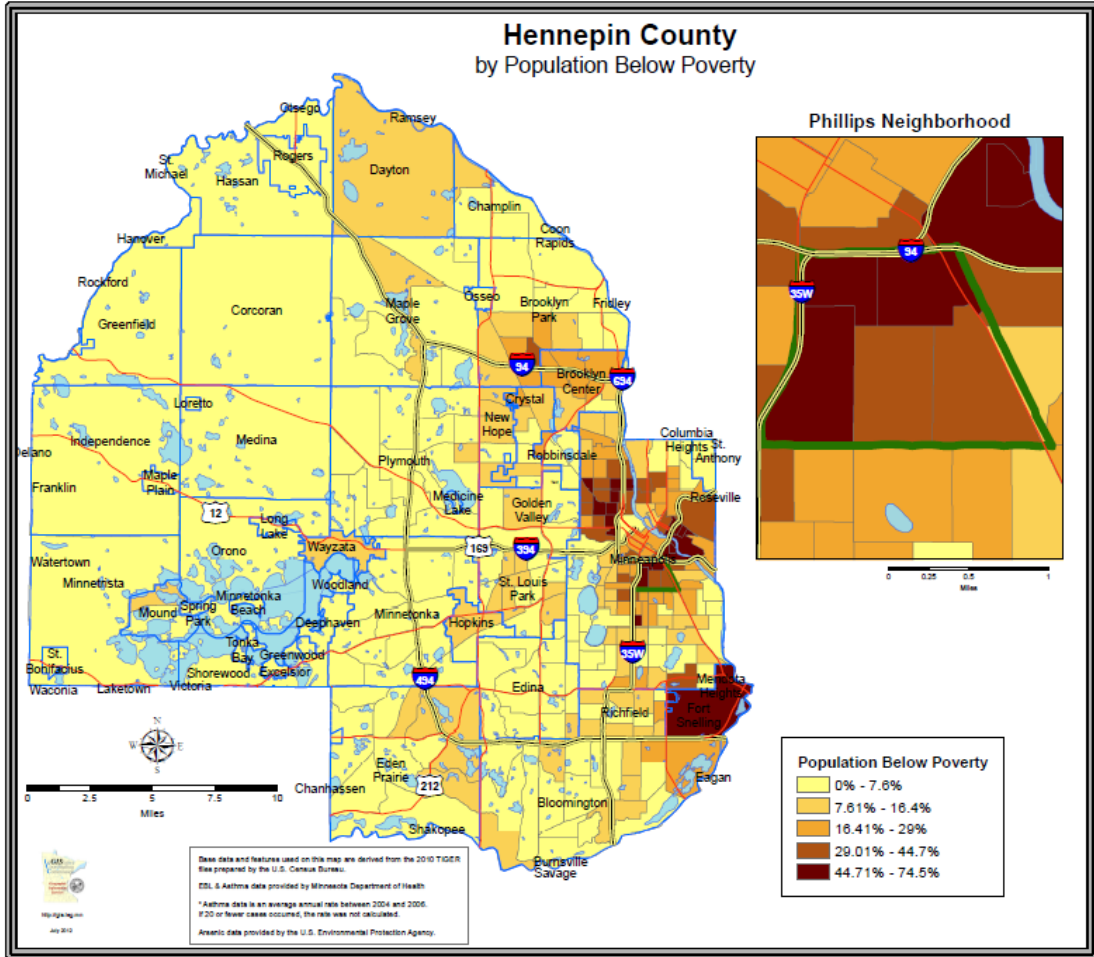 Hennepin County
by Population Below Poverty
Phillips Neighborhood
Otsego
Ramsey
Rogers
St.
Michael
Hassan
Dayton
Champlin
Coon
Rapids
Hanover
Rockford
Greenfield
Corcoran
Maple
Grove
Osseo
Brooklyn
Park
Fridley
94
694
Brooklyn
Center
Crystal
New
Hope
Robbinsdale
Columbia
Heights
St.
Anthony
Loretto
Independence
Medina
Delano
Maple
Plain
Franklin
Plymouth
Medicine
Lake
Golden
Valley
Roseville
12
Long
Lake
Wayzata
169
394
Minneapolis
Orono
Watertown
Minnetrista
Woodland
St. Louis
Park
Mound
Spring
Park
Minnetonka
Beach
Minnetonka
Hopkins
Deephaven
Tonka
Bay
Greenwood
Excelsior
Shorewood
Victoria
St.
Bonifacius
Waconia
Laketown
494
Edina
35W
Richfield
Mendota
Heights
Fort
Snelling
Eden
Prairie
212
Chanhassen
Shakopee
Bloomington
Eagan
Burnsville
Savage
94
35W
0 0.25 0.5 1
Miles
N
W E
S
0 2.5 5 7.5 10
Miles
Population Below Poverty
0% - 7.6%
7.61% - 16.4%
16.41% - 29%
29.01% - 44.7%
44.71% - 74.5%
Base data and features used on this map are derived from the 2010 TIGER
files prepared by the U.S. Census Bureau.
EBL & Asthma data provided by Minnesota Department of Health
* Asthma data is an average annual rate between 2004 and 2006.
If 20 or fewer cases occurred, the rate was not calculated.
Arsenic data provided by the U.S. Environmental Protection Agency.
GIS